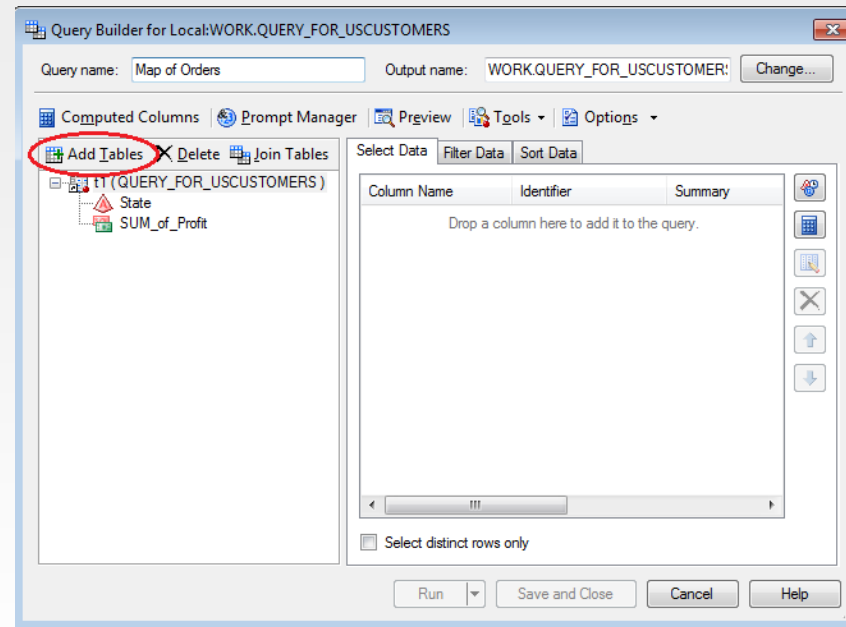 Query Builder for Local:WORK.QUERY_FOR_USCUSTOMERS
Query name: Map of Orders Output name: WORK.QUERY_FOR_USCUSTOMER: Change...
Computed Columns Prompt Manager Preview Tools Options
Add Tables Delete Join Tables Select Data Filter Data Sort Data
t1 ( QUERY_FOR_USCUSTOMERS ) Column Name Identifier Summary
State
SUM_of_Profit Drop a column here to add it to the query.
Select distinct rows only
Run Save and Close Cancel Help